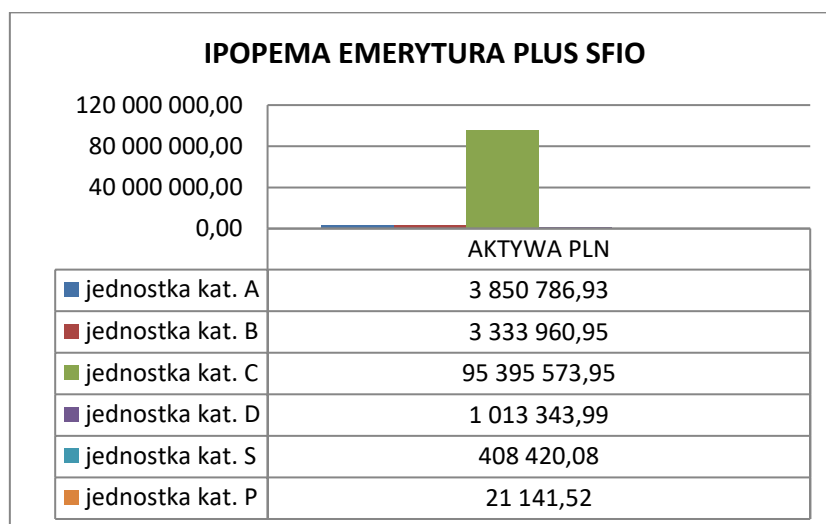 IPOPEMA EMERYTURA PLUS SFIO
120 000 000,00
80 000 000,00
40 000 000,00
0,00
AKTYWA PLN
jednostka kat. A 3 850 786,93
jednostka kat. B 3 333 960,95
jednostka kat. C 95 395 573,95
jednostka kat. D 1 013 343,99
jednostka kat. S 408 420,08
jednostka kat. P 21 141,52